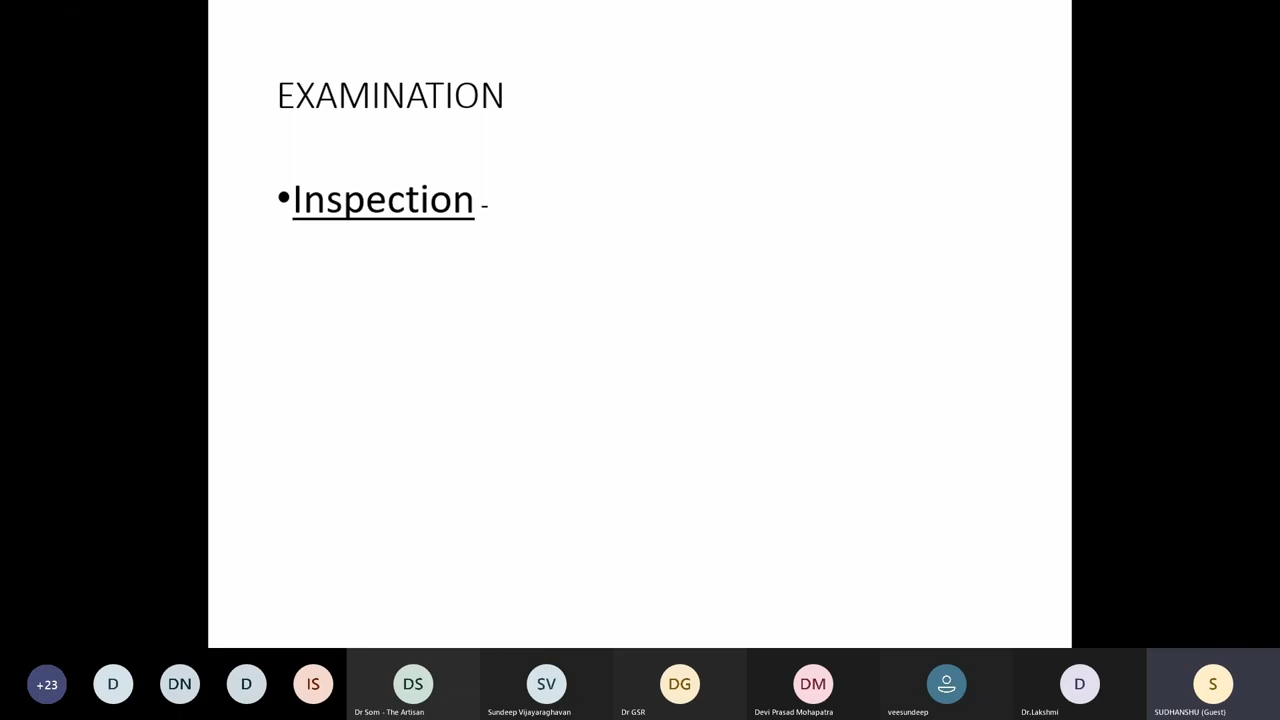 EXAMINATION
•Inspection -
+23
D
DN
D
IS
DS
SV
DG
DM
D
S
Dr Som - The Artisan
Sundeep Vijayaraghavan
Dr GSR
Devi Prasad Mohapatra
veesundeep
Dr.Lakshmi
SUDHANSHU (Guest)